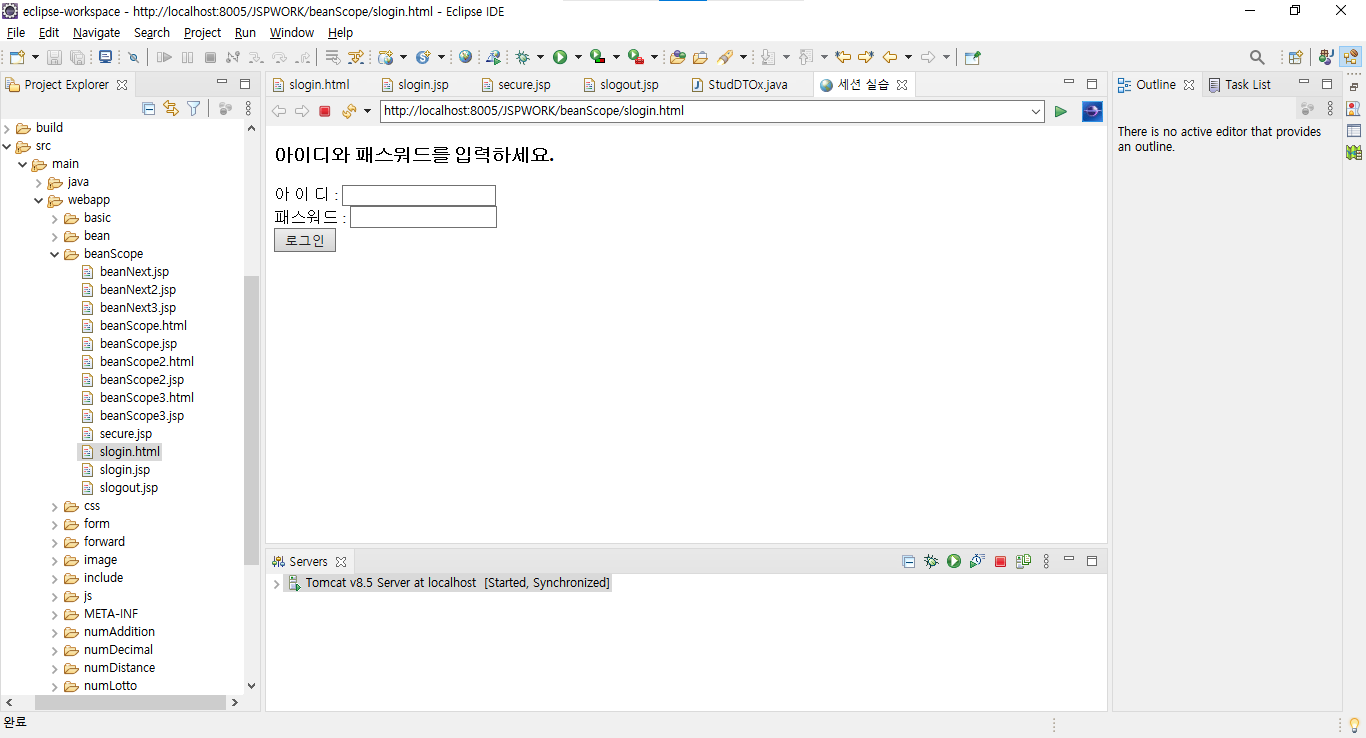 eclipse-workspace - http://localhost:8005/JSPWORK/beanScope/slogin.html - Eclipse IDE
File Edit Navigate Search Project Run Window Help
Project Explorer
build
src
main
java
webapp
basic
bean
beanScope
beanNext.jsp
beanNext2.jsp
beanNext3.jsp
beanScope.html
beanScope.jsp
beanScope2.html
beanScope2.jsp
beanScope3.html
beanScope3.jsp
secure.jsp
slogin.html
slogin.jsp
slogout.jsp
css
form
forward
image
include
js
META-INF
numAddition
numDecimal
numDistance
numLotto
slogin.html slogin.jsp secure.jsp slogout.jsp StudDTOx.java 세션 실습
http://localhost:8005/JSPWORK/beanScope/slogin.html
아이디와 패스워드를 입력하세요.
아 이 디 :
패스워드 :
로그인
Servers
Tomcat v8.5 Server at localhost [Started, Synchronized]
Outline Task List
There is no active editor that provides
an outline.
완료